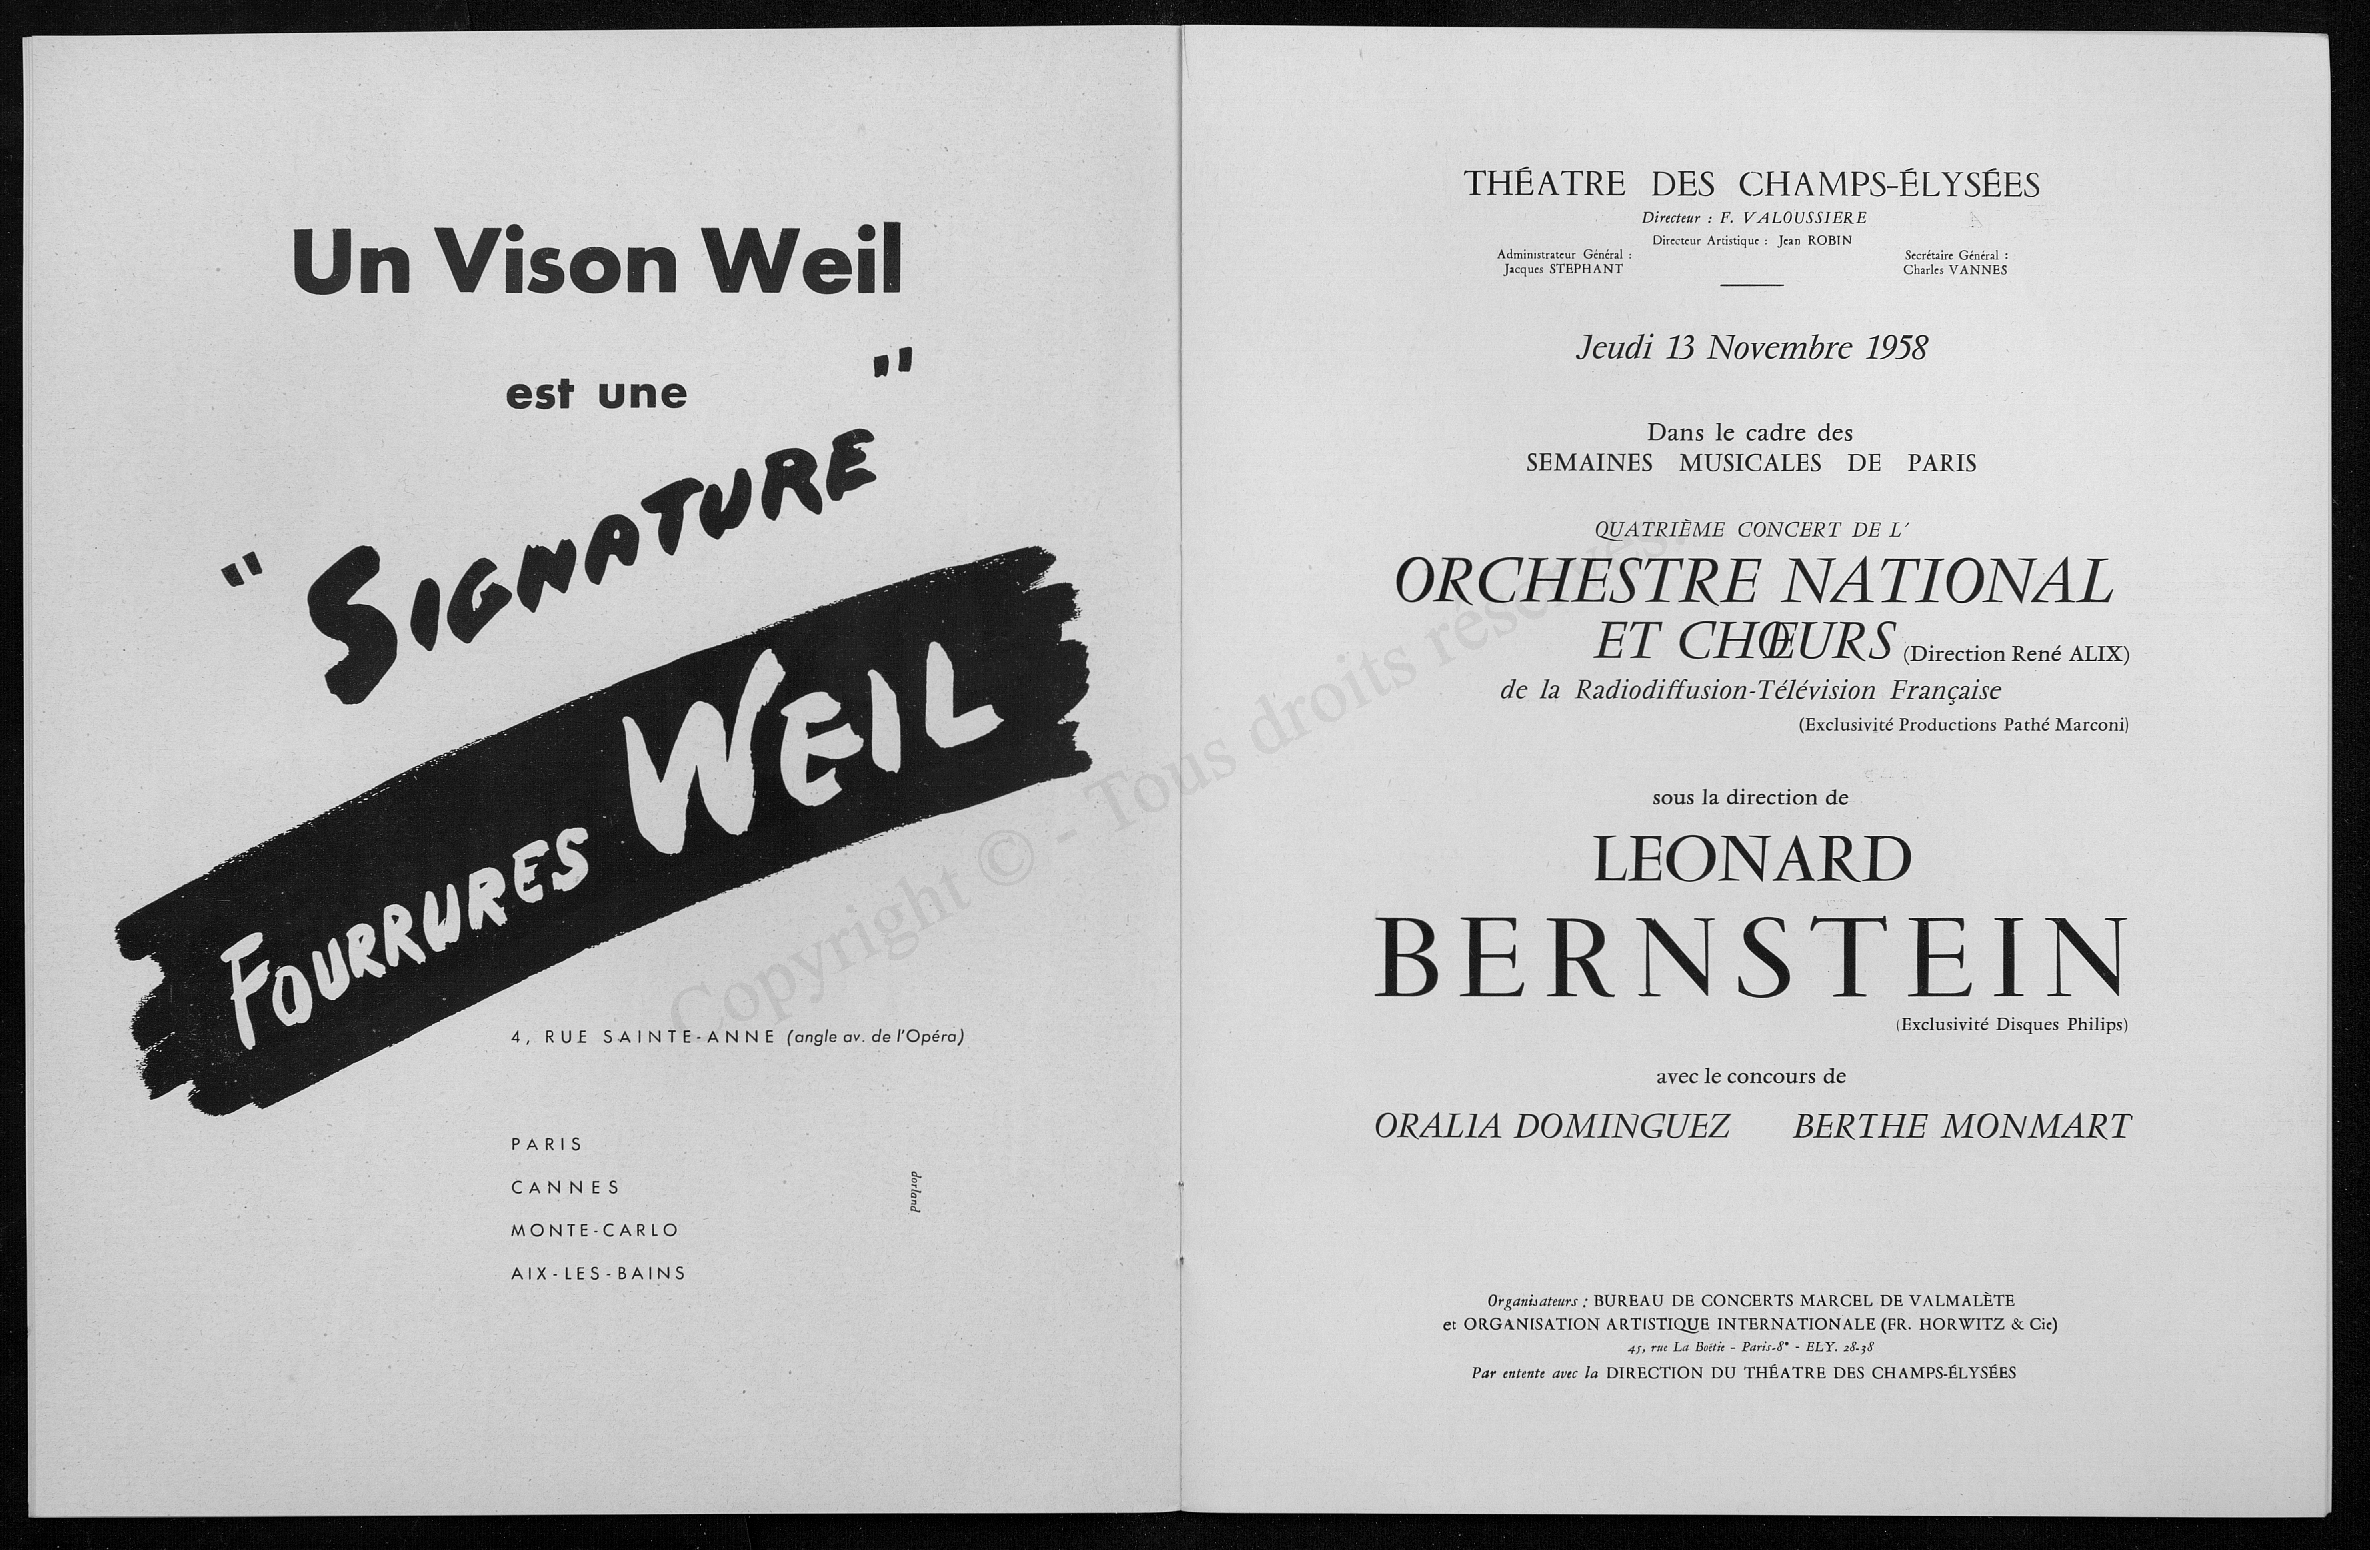 Un Vison Weil
est une
" SIGNATURE "
FOURRURES WEIL
4, RUE SAINTE-ANNE (angle av. de l'Opéra)
PARIS
CANNES
MONTE-CARLO
AIX-LES-BAINS
dorland
THÉATRE DES CHAMPS-ÉLYSÉES
Directeur : F. VALOUSSIERE
Directeur Artistique : Jean ROBIN
Administrateur Général :
Jacques STEPHANT
Secrétaire Général :
Charles VANNES
Jeudi 13 Novembre 1958
Dans le cadre des
SEMAINES MUSICALES DE PARIS
QUATRIÈME CONCERT DE L'
ORCHESTRE NATIONAL
ET CHŒURS (Direction René ALIX)
de la Radiodiffusion-Télévision Française
(Exclusivité Productions Pathé Marconi)
sous la direction de
LEONARD
BERNSTEIN
(Exclusivité Disques Philips)
avec le concours de
ORALIA DOMINGUEZ BERTHE MONMART
Organisateurs : BUREAU DE CONCERTS MARCEL DE VALMALÈTE
et ORGANISATION ARTISTIQUE INTERNATIONALE (FR. HORWITZ & Cie)
45, rue La Boëtie - Paris-8° - ELY. 28-38
Par entente avec la DIRECTION DU THÉATRE DES CHAMPS-ÉLYSÉES
Copyright © - Tous droits réservés.